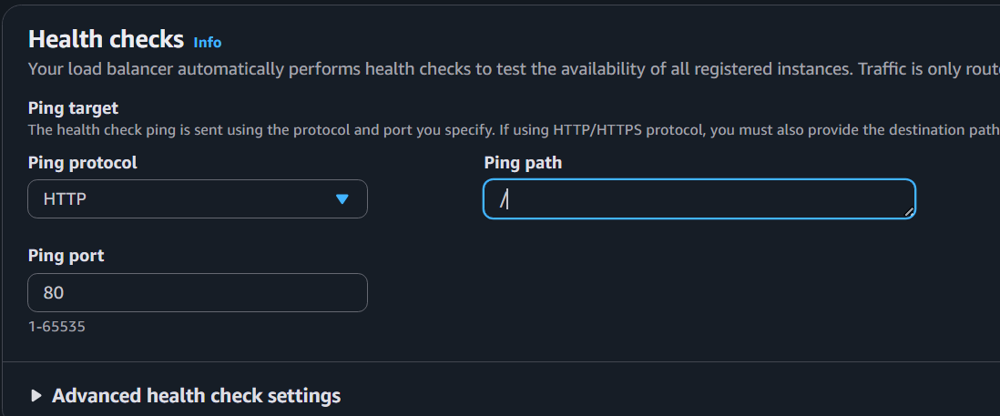 Health checks Info
Your load balancer automatically performs health checks to test the availability of all registered instances. Traffic is only
Ping target
The health check ping is sent using the protocol and port you specify. If using HTTP/HTTPS protocol, you must also provide the destination path
Ping protocol Ping path
HTTP /
Ping port
80
1-65535
Advanced health check settings